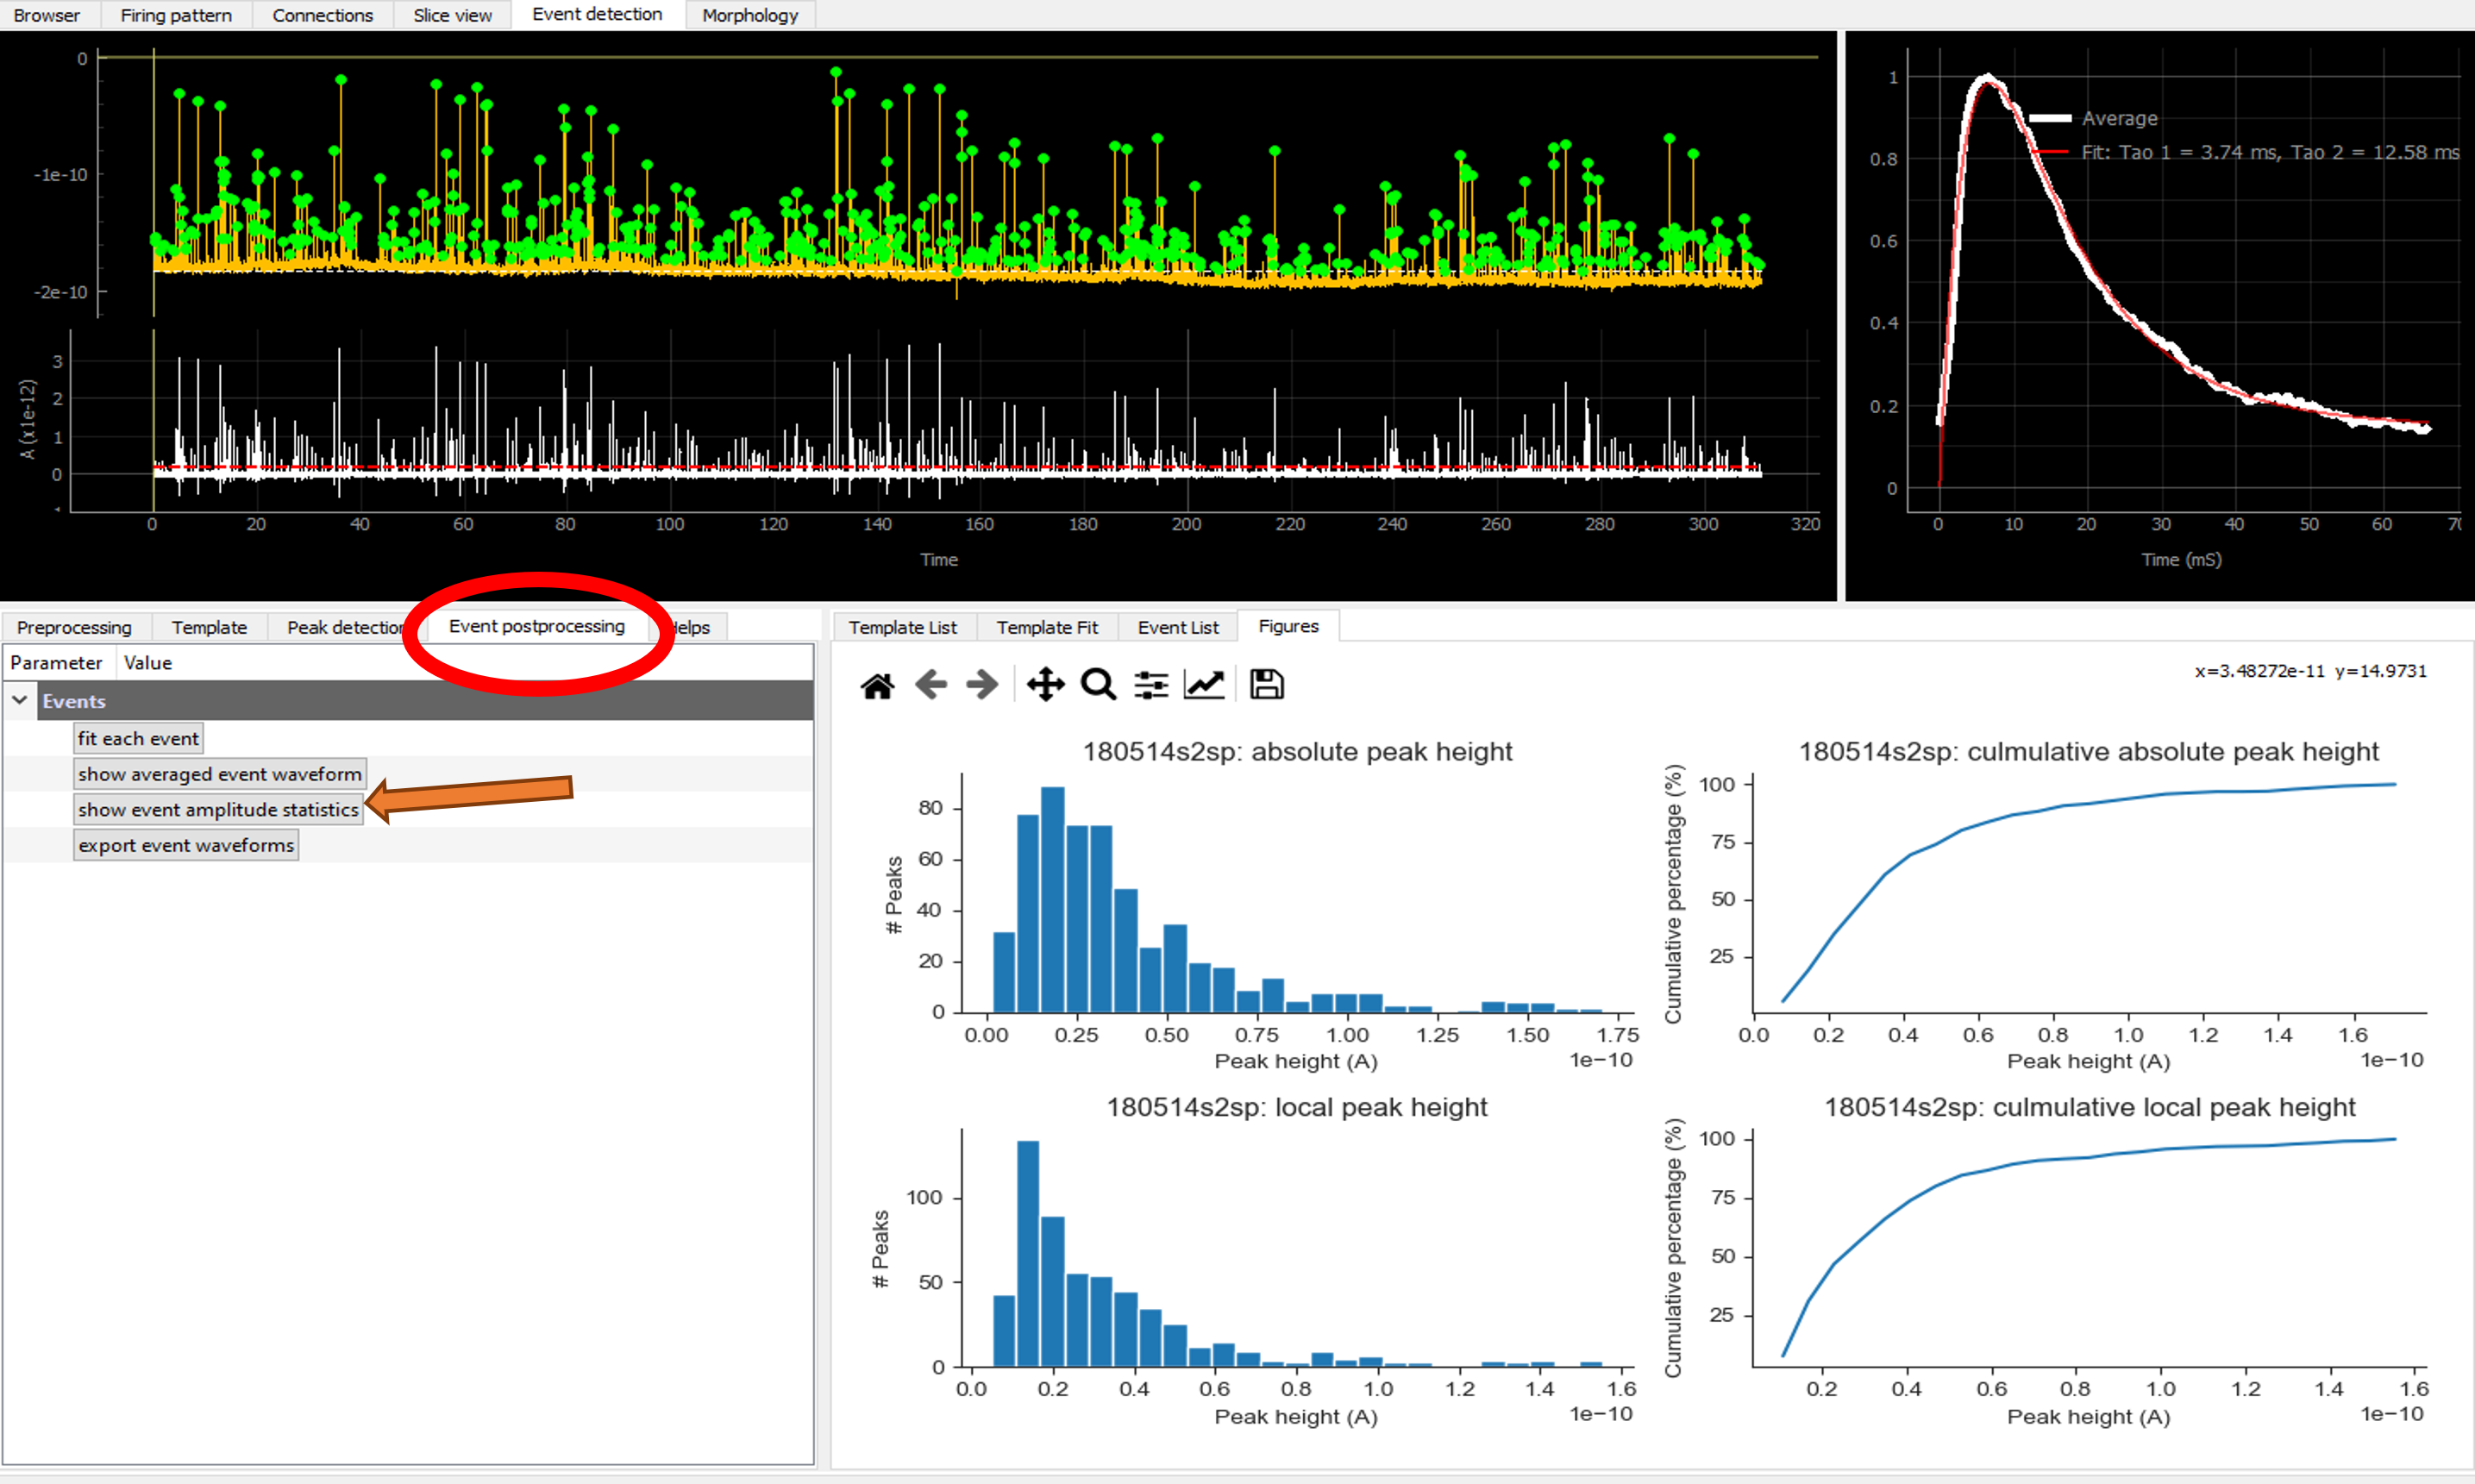 Browser Firing pattern Connections Slice view Event detection Morphology
0
-1e-10
-2e-10
3
2
1
0
A (x1e-12)
0 20 40 60 80 100 120 140 160 180 200 220 240 260 280 300 320
Time
1
0.8
0.6
0.4
0.2
0
Average
Fit: Tao 1 = 3.74 ms, Tao 2 = 12.58 ms
0 10 20 30 40 50 60
Time (mS)
Preprocessing Template Peak detection Event postprocessing
Parameter Value
Events
fit each event
show averaged event waveform
show event amplitude statistics
export event waveforms
Template List Template Fit Event List Figures
x=3.48272e-11 y=14.9731
180514s2sp: absolute peak height
# Peaks
80
60
40
20
0
0.00 0.25 0.50 0.75 1.00 1.25 1.50 1.75
Peak height (A) 1e−10
180514s2sp: culmulative absolute peak height
Cumulative percentage (%)
100
75
50
25
0.0 0.2 0.4 0.6 0.8 1.0 1.2 1.4 1.6
Peak height (A) 1e−10
180514s2sp: local peak height
# Peaks
100
50
0
0.0 0.2 0.4 0.6 0.8 1.0 1.2 1.4 1.6
Peak height (A) 1e−10
180514s2sp: culmulative local peak height
Cumulative percentage (%)
100
75
50
25
0.2 0.4 0.6 0.8 1.0 1.2 1.4 1.6
Peak height (A) 1e−10